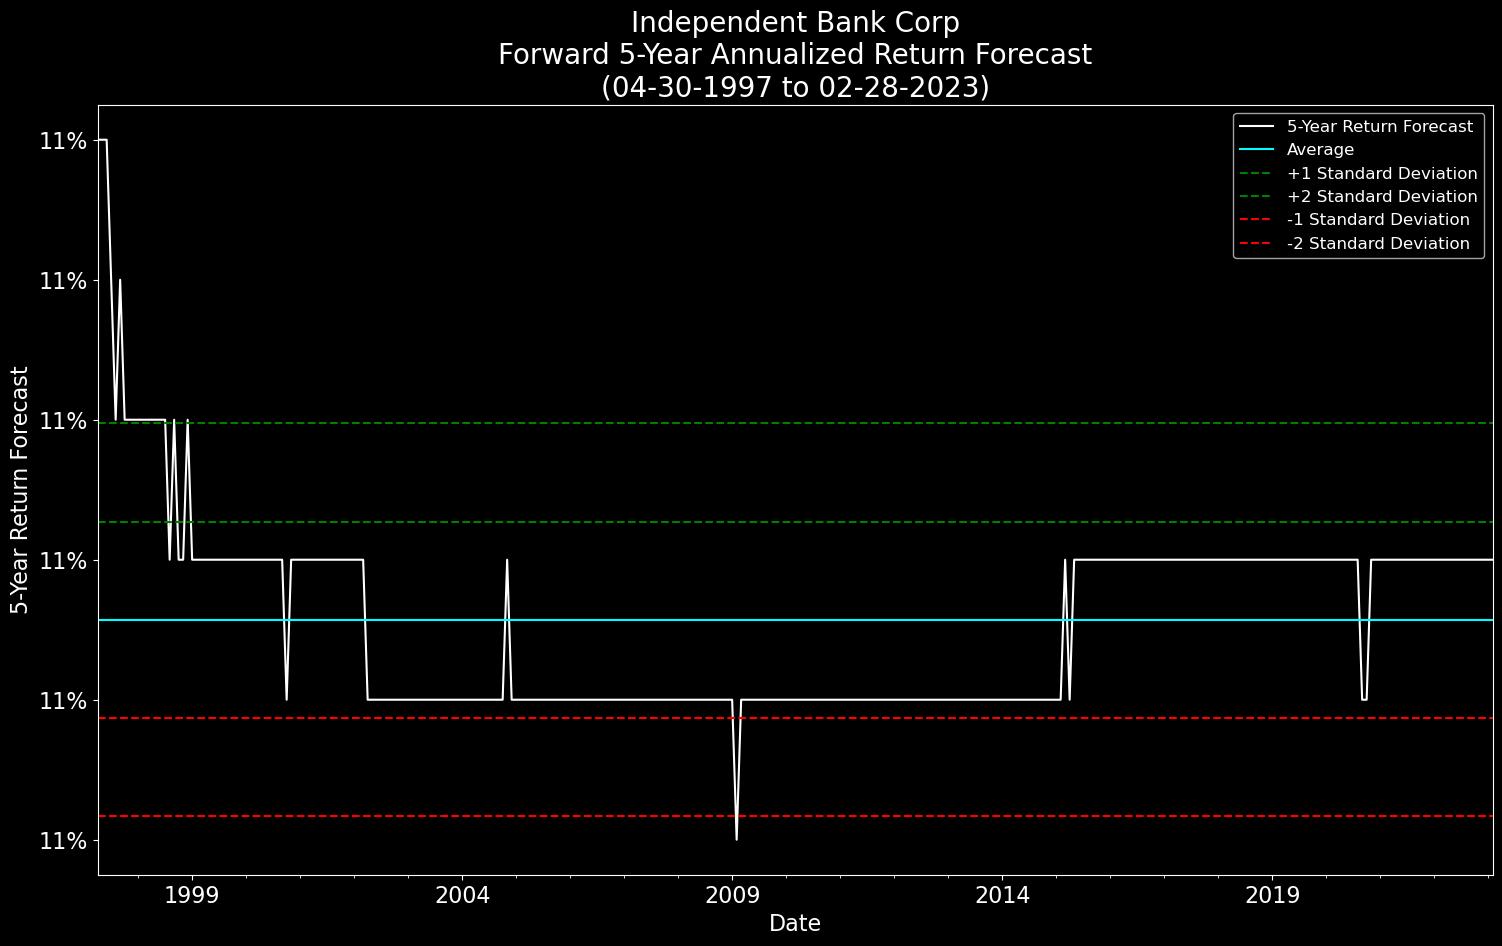 Independent Bank Corp
Forward 5-Year Annualized Return Forecast
(04-30-1997 to 02-28-2023)
5-Year Return Forecast
Average
+1 Standard Deviation
+2 Standard Deviation
-1 Standard Deviation
-2 Standard Deviation
11%
11%
11%
11%
11%
11%
5-Year Return Forecast
1999
2004
2009
2014
2019
Date